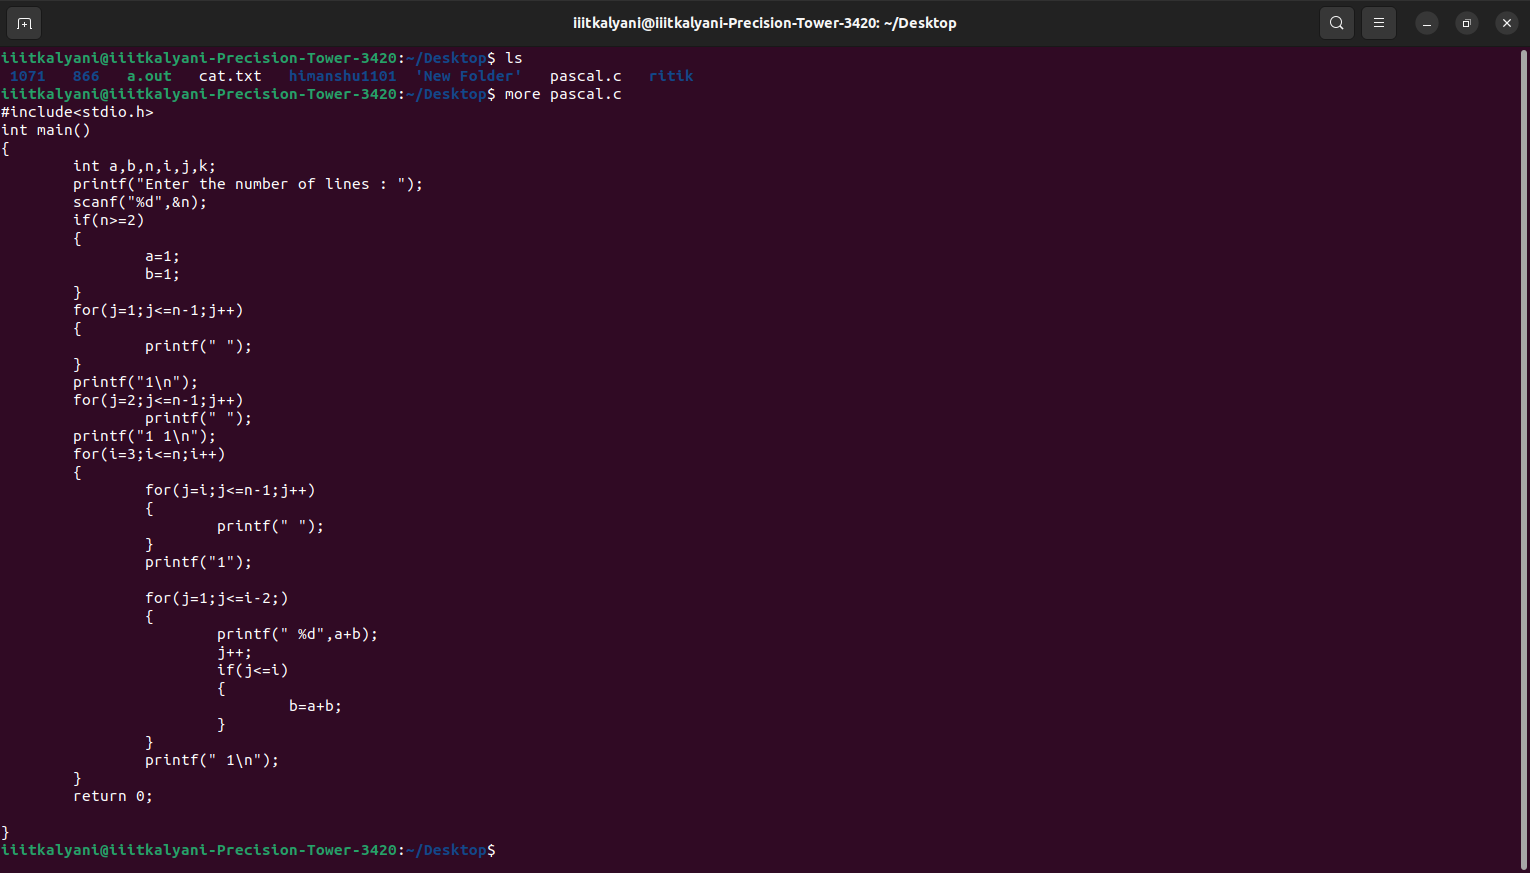 iiitkalyani@iiitkalyani-Precision-Tower-3420: ~/Desktop
iiitkalyani@iiitkalyani-Precision-Tower-3420:~/Desktop$ ls
 1071   866   a.out   cat.txt   himanshu1101  'New Folder'   pascal.c   ritik
iiitkalyani@iiitkalyani-Precision-Tower-3420:~/Desktop$ more pascal.c
#include<stdio.h>
int main()
{
        int a,b,n,i,j,k;
        printf("Enter the number of lines : ");
        scanf("%d",&n);
        if(n>=2)
        {
                a=1;
                b=1;
        }
        for(j=1;j<=n-1;j++)
        {
                printf(" ");
        }
        printf("1\n");
        for(j=2;j<=n-1;j++)
                printf(" ");
        printf("1 1\n");
        for(i=3;i<=n;i++)
        {
                for(j=i;j<=n-1;j++)
                {
                        printf(" ");
                }
                printf("1");

                for(j=1;j<=i-2;)
                {
                        printf(" %d",a+b);
                        j++;
                        if(j<=i)
                        {
                                b=a+b;
                        }
                }
                printf(" 1\n");
        }
        return 0;

}
iiitkalyani@iiitkalyani-Precision-Tower-3420:~/Desktop$